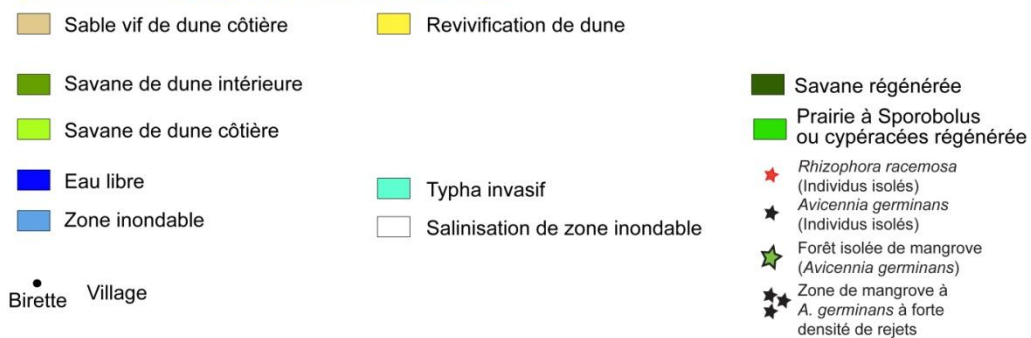 Sable vif de dune côtière
Savane de dune intérieure
Savane de dune côtière
Eau libre
Zone inondable
Birette Village
Revivification de dune
Typha invasif
Salinisation de zone inondable
Savane régénérée
Prairie à Sporobolus
ou cypéracées régénérée
Rhizophora racemosa
(Individus isolés)
Avicennia germinans
(Individus isolés)
Forêt isolée de mangrove
(Avicennia germinans)
Zone de mangrove à
A. germinans à forte
densité de rejets